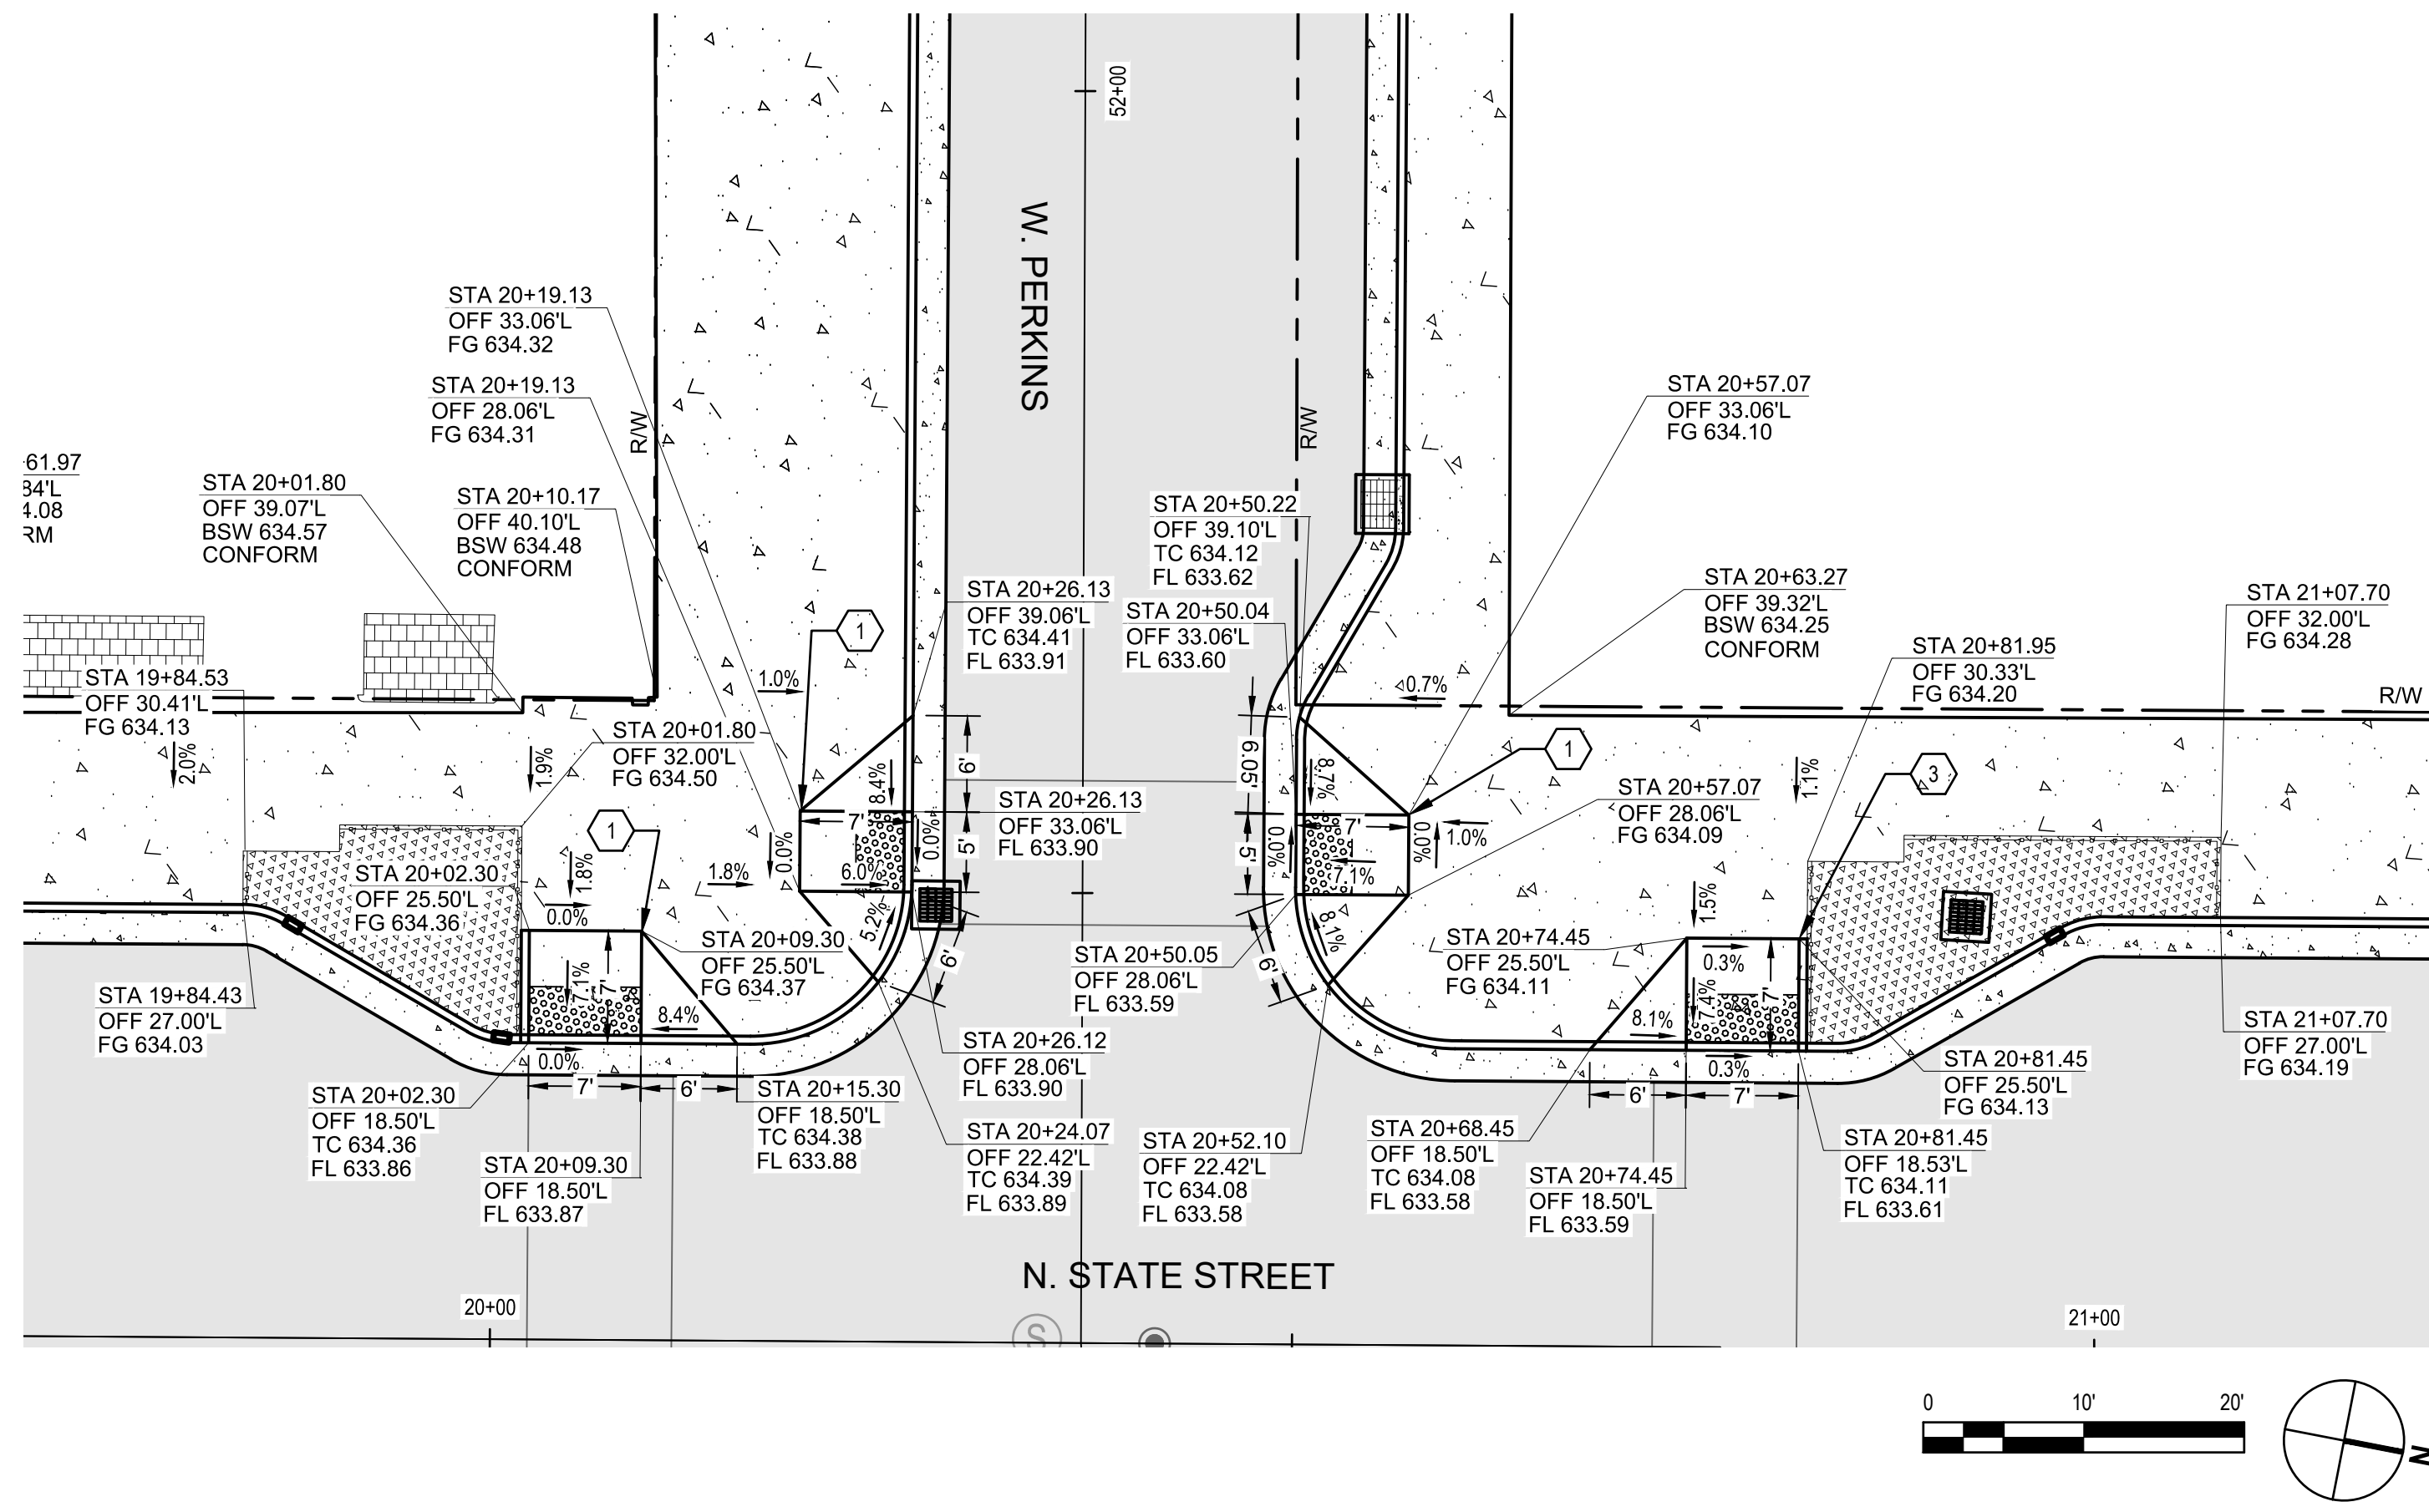 52+00
W. PERKINS
STA 20+19.13
OFF 33.06'L
FG 634.32
STA 20+19.13
OFF 28.06'L
FG 634.31
R/W
R/W
STA 20+57.07
OFF 33.06'L
FG 634.10
61.97
84'L
4.08
RM
STA 20+01.80
OFF 39.07'L
BSW 634.57
CONFORM
STA 20+10.17
OFF 40.10'L
BSW 634.48
CONFORM
STA 20+50.22
OFF 39.10'L
TC 634.12
FL 633.62
STA 20+26.13
OFF 39.06'L
TC 634.41
FL 633.91
STA 20+50.04
OFF 33.06'L
FL 633.60
STA 20+63.27
OFF 39.32'L
BSW 634.25
CONFORM
STA 20+81.95
OFF 30.33'L
FG 634.20
STA 21+07.70
OFF 32.00'L
FG 634.28
R/W
STA 19+84.53
OFF 30.41'L
FG 634.13
1
1.0%
0.7%
2.0%
1.9%
STA 20+01.80
OFF 32.00'L
FG 634.50
8.4%
6'
6.05'
8.7%
1
1.1%
3
STA 20+26.13
OFF 33.06'L
FL 633.90
STA 20+57.07
OFF 28.06'L
FG 634.09
1
7'
0.0%
0.0%
5'
5'
0.0%
7'
0.0%
1.0%
1.8%
1.8%
6.0%
7.1%
STA 20+02.30
OFF 25.50'L
FG 634.36
0.0%
5.2%
8.1%
1.5%
STA 20+09.30
OFF 25.50'L
FG 634.37
6'
6'
STA 20+50.05
OFF 28.06'L
FL 633.59
STA 20+74.45
OFF 25.50'L
FG 634.11
0.3%
7.1%
7'
8.4%
7.4%
7'
8.1%
STA 19+84.43
OFF 27.00'L
FG 634.03
0.0%
0.3%
7'
6'
6'
7'
STA 20+26.12
OFF 28.06'L
FL 633.90
STA 20+81.45
OFF 25.50'L
FG 634.13
STA 21+07.70
OFF 27.00'L
FG 634.19
STA 20+02.30
OFF 18.50'L
TC 634.36
FL 633.86
STA 20+15.30
OFF 18.50'L
TC 634.38
FL 633.88
STA 20+09.30
OFF 18.50'L
FL 633.87
STA 20+24.07
OFF 22.42'L
TC 634.39
FL 633.89
STA 20+52.10
OFF 22.42'L
TC 634.08
FL 633.58
STA 20+68.45
OFF 18.50'L
TC 634.08
FL 633.58
STA 20+74.45
OFF 18.50'L
FL 633.59
STA 20+81.45
OFF 18.53'L
TC 634.11
FL 633.61
N. STATE STREET
20+00
21+00
S
0 10' 20'
N